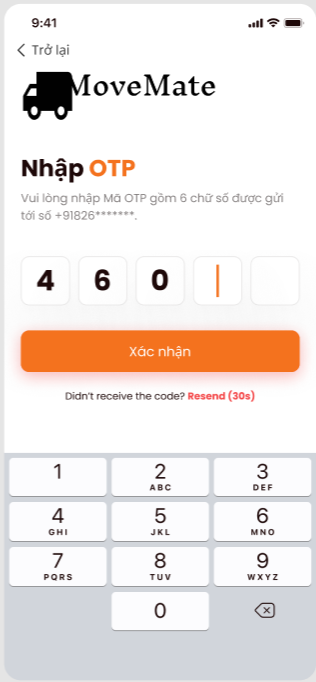 9:41
Trở lại
MoveMate
Nhập OTP
Vui lòng nhập Mã OTP gồm 6 chữ số được gửi
tới số +91826*******.
4 6 0
Xác nhận
Didn't receive the code? Resend (30s)
1 2 3
ABC DEF
4 5 6
GHI JKL MNO
7 8 9
PQRS TUV WXYZ
0